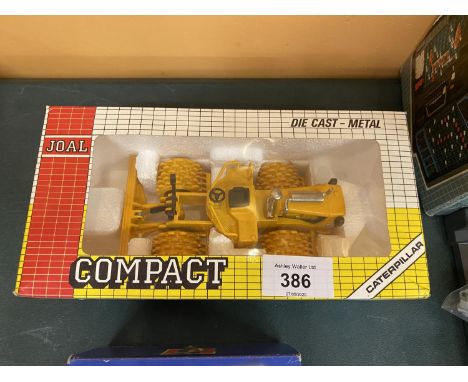 DIE CAST - METAL
JOAL
COMPACT
Ashley Waller Ltd
386
CATERPILLAR